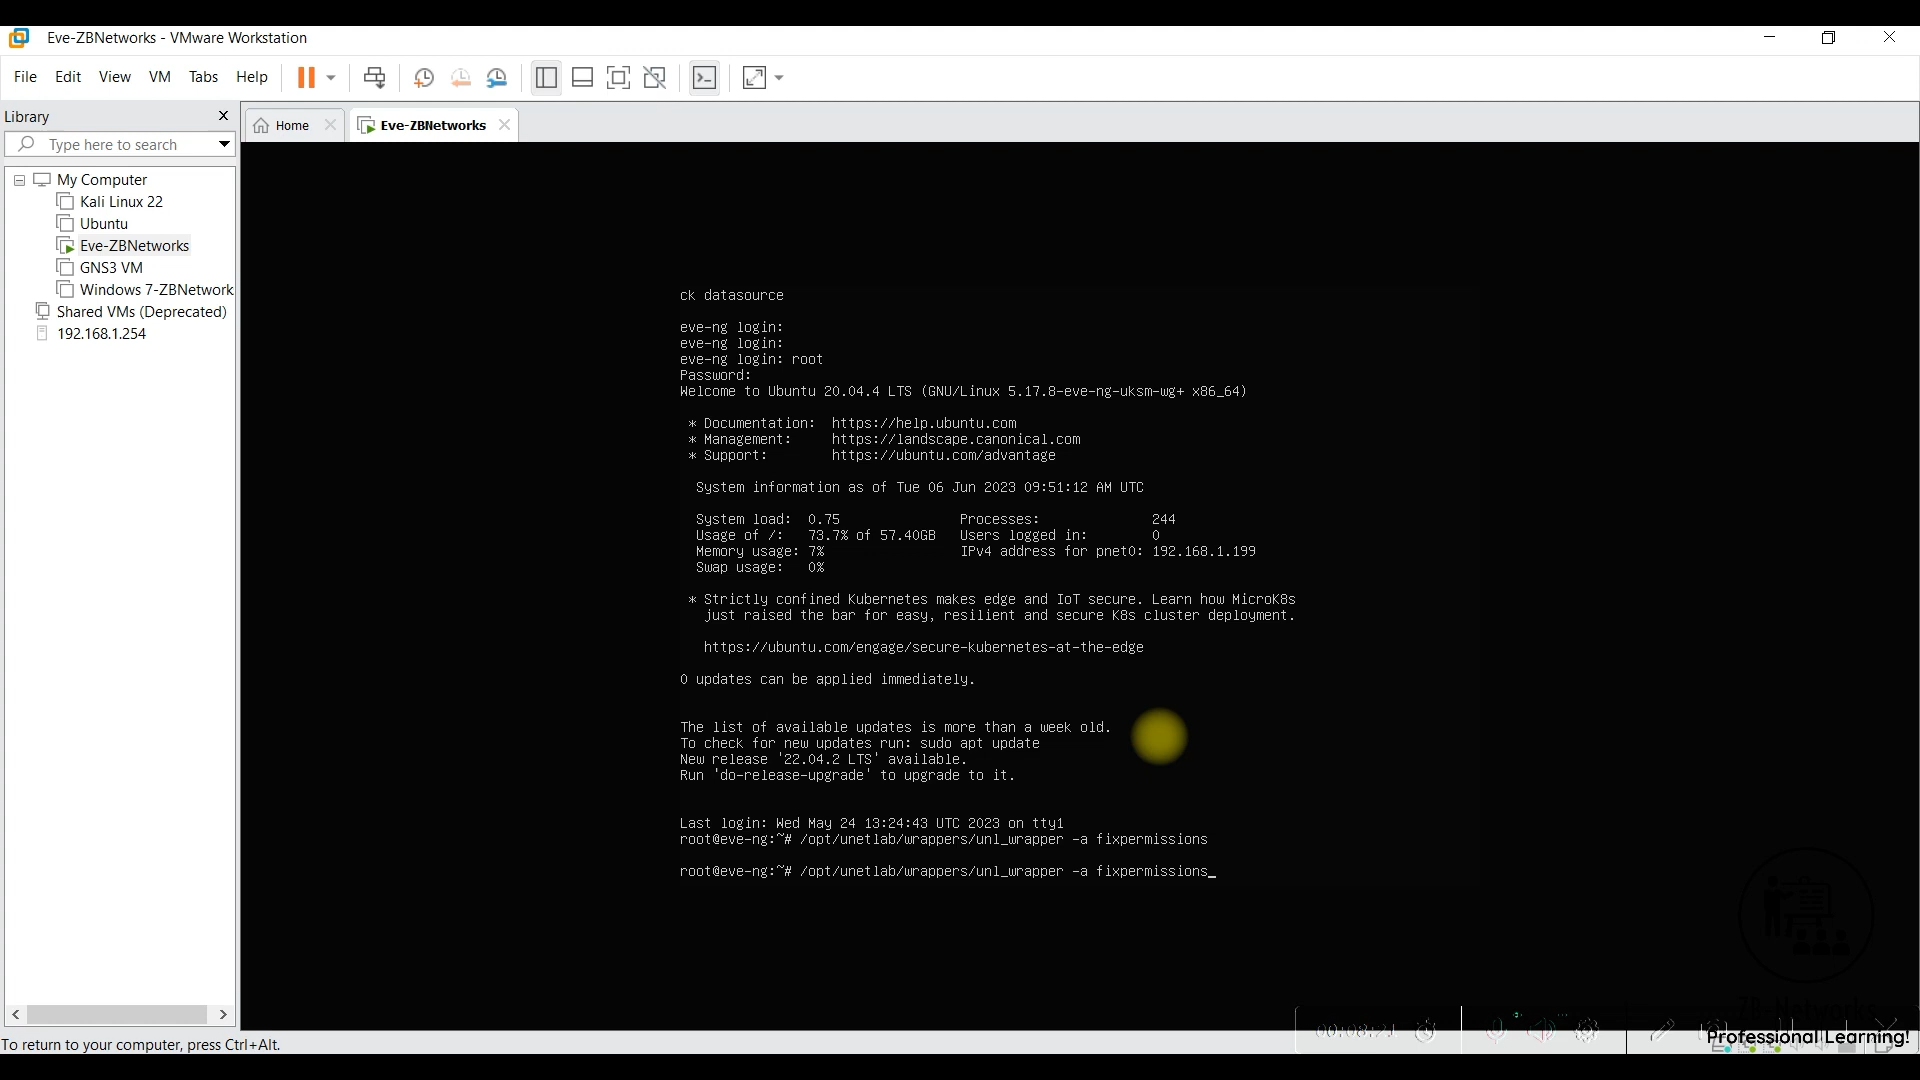 Eve-ZBNetworks - VMware Workstation
File Edit View VM Tabs Help
Library
Type here to search
Home
Eve-ZBNetworks
My Computer
Kali Linux 22
Ubuntu
Eve-ZBNetworks
GNS3 VM
Windows 7-ZBNetwork
Shared VMs (Deprecated)
192.168.1.254
ck datasource
eve-ng login:
eve-ng login:
eve-ng login: root
Password:
Welcome to Ubuntu 20.04.4 LTS (GNU/Linux 5.17.8-eve-ng-uksm-wg+ x86_64)
* Documentation: https://help.ubuntu.com
* Management: https://landscape.canonical.com
* Support: https://ubuntu.com/advantage
System information as of Tue 06 Jun 2023 09:51:12 AM UTC
System load: 0.75 Processes: 244
Usage of /: 73.7% of 57.40GB Users logged in: 0
Memory usage: 7% IPv4 address for pnet0: 192.168.1.199
Swap usage: 0%
* Strictly confined Kubernetes makes edge and IoT secure. Learn how MicroK8s
just raised the bar for easy, resilient and secure K8s cluster deployment.
https://ubuntu.com/engage/secure-kubernetes-at-the-edge
0 updates can be applied immediately.
The list of available updates is more than a week old.
To check for new updates run: sudo apt update
New release '22.04.2 LTS' available.
Run 'do-release-upgrade' to upgrade to it.
Last login: Wed May 24 13:24:43 UTC 2023 on tty1
root@eve-ng:~# /opt/unetlab/wrappers/unl_wrapper -a fixpermissions
root@eve-ng:~# /opt/unetlab/wrappers/unl_wrapper -a fixpermissions_
Professional Learning!
To return to your computer, press Ctrl+Alt.